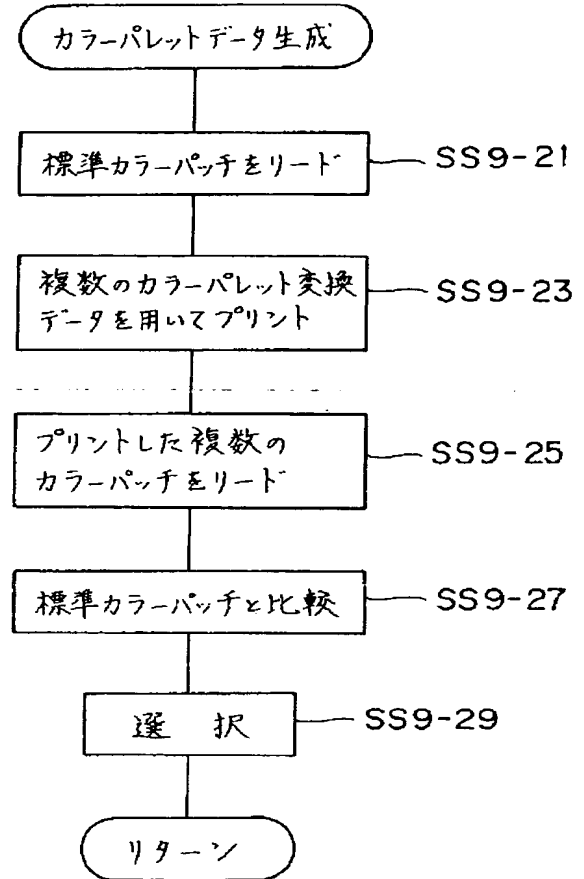 カラーパレットデータ生成
標準カラーパッチをリード
SS9-21
複数のカラーパレット変換
データを用いてプリント
SS9-23
プリントした複数の
カラーパッチをリード
SS9-25
標準カラーパッチと比較
SS9-27
選 択
SS9-29
リターン